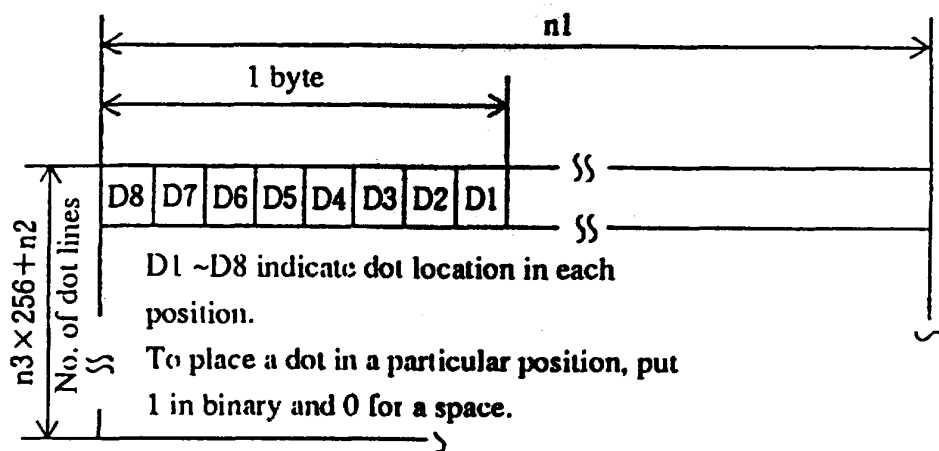 n1
1 byte
D8 D7 D6 D5 D4 D3 D2 D1
n3×256+n2
No. of dot lines
D1 ~D8 indicate dot location in each
position.
To place a dot in a particular position, put
1 in binary and 0 for a space.